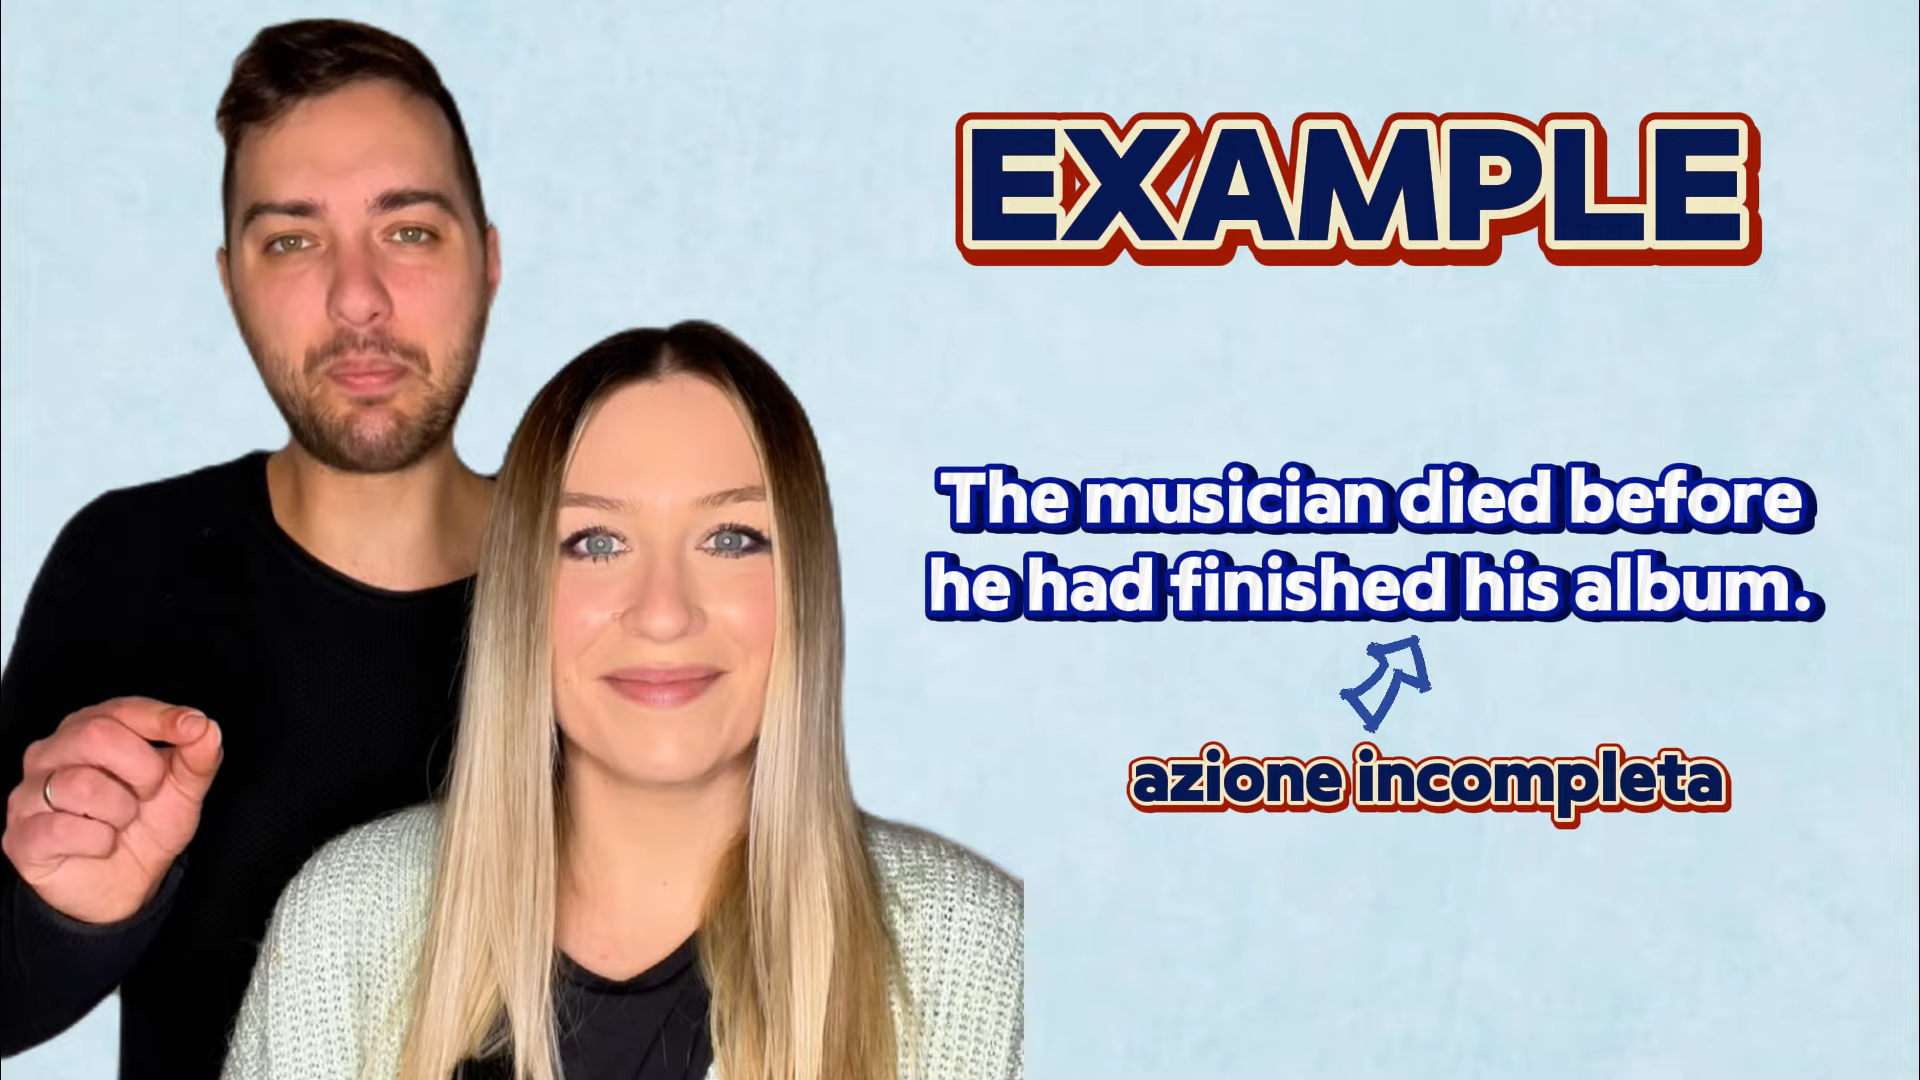 EXAMPLE
The musician died before
he had finished his album.
azione incompleta